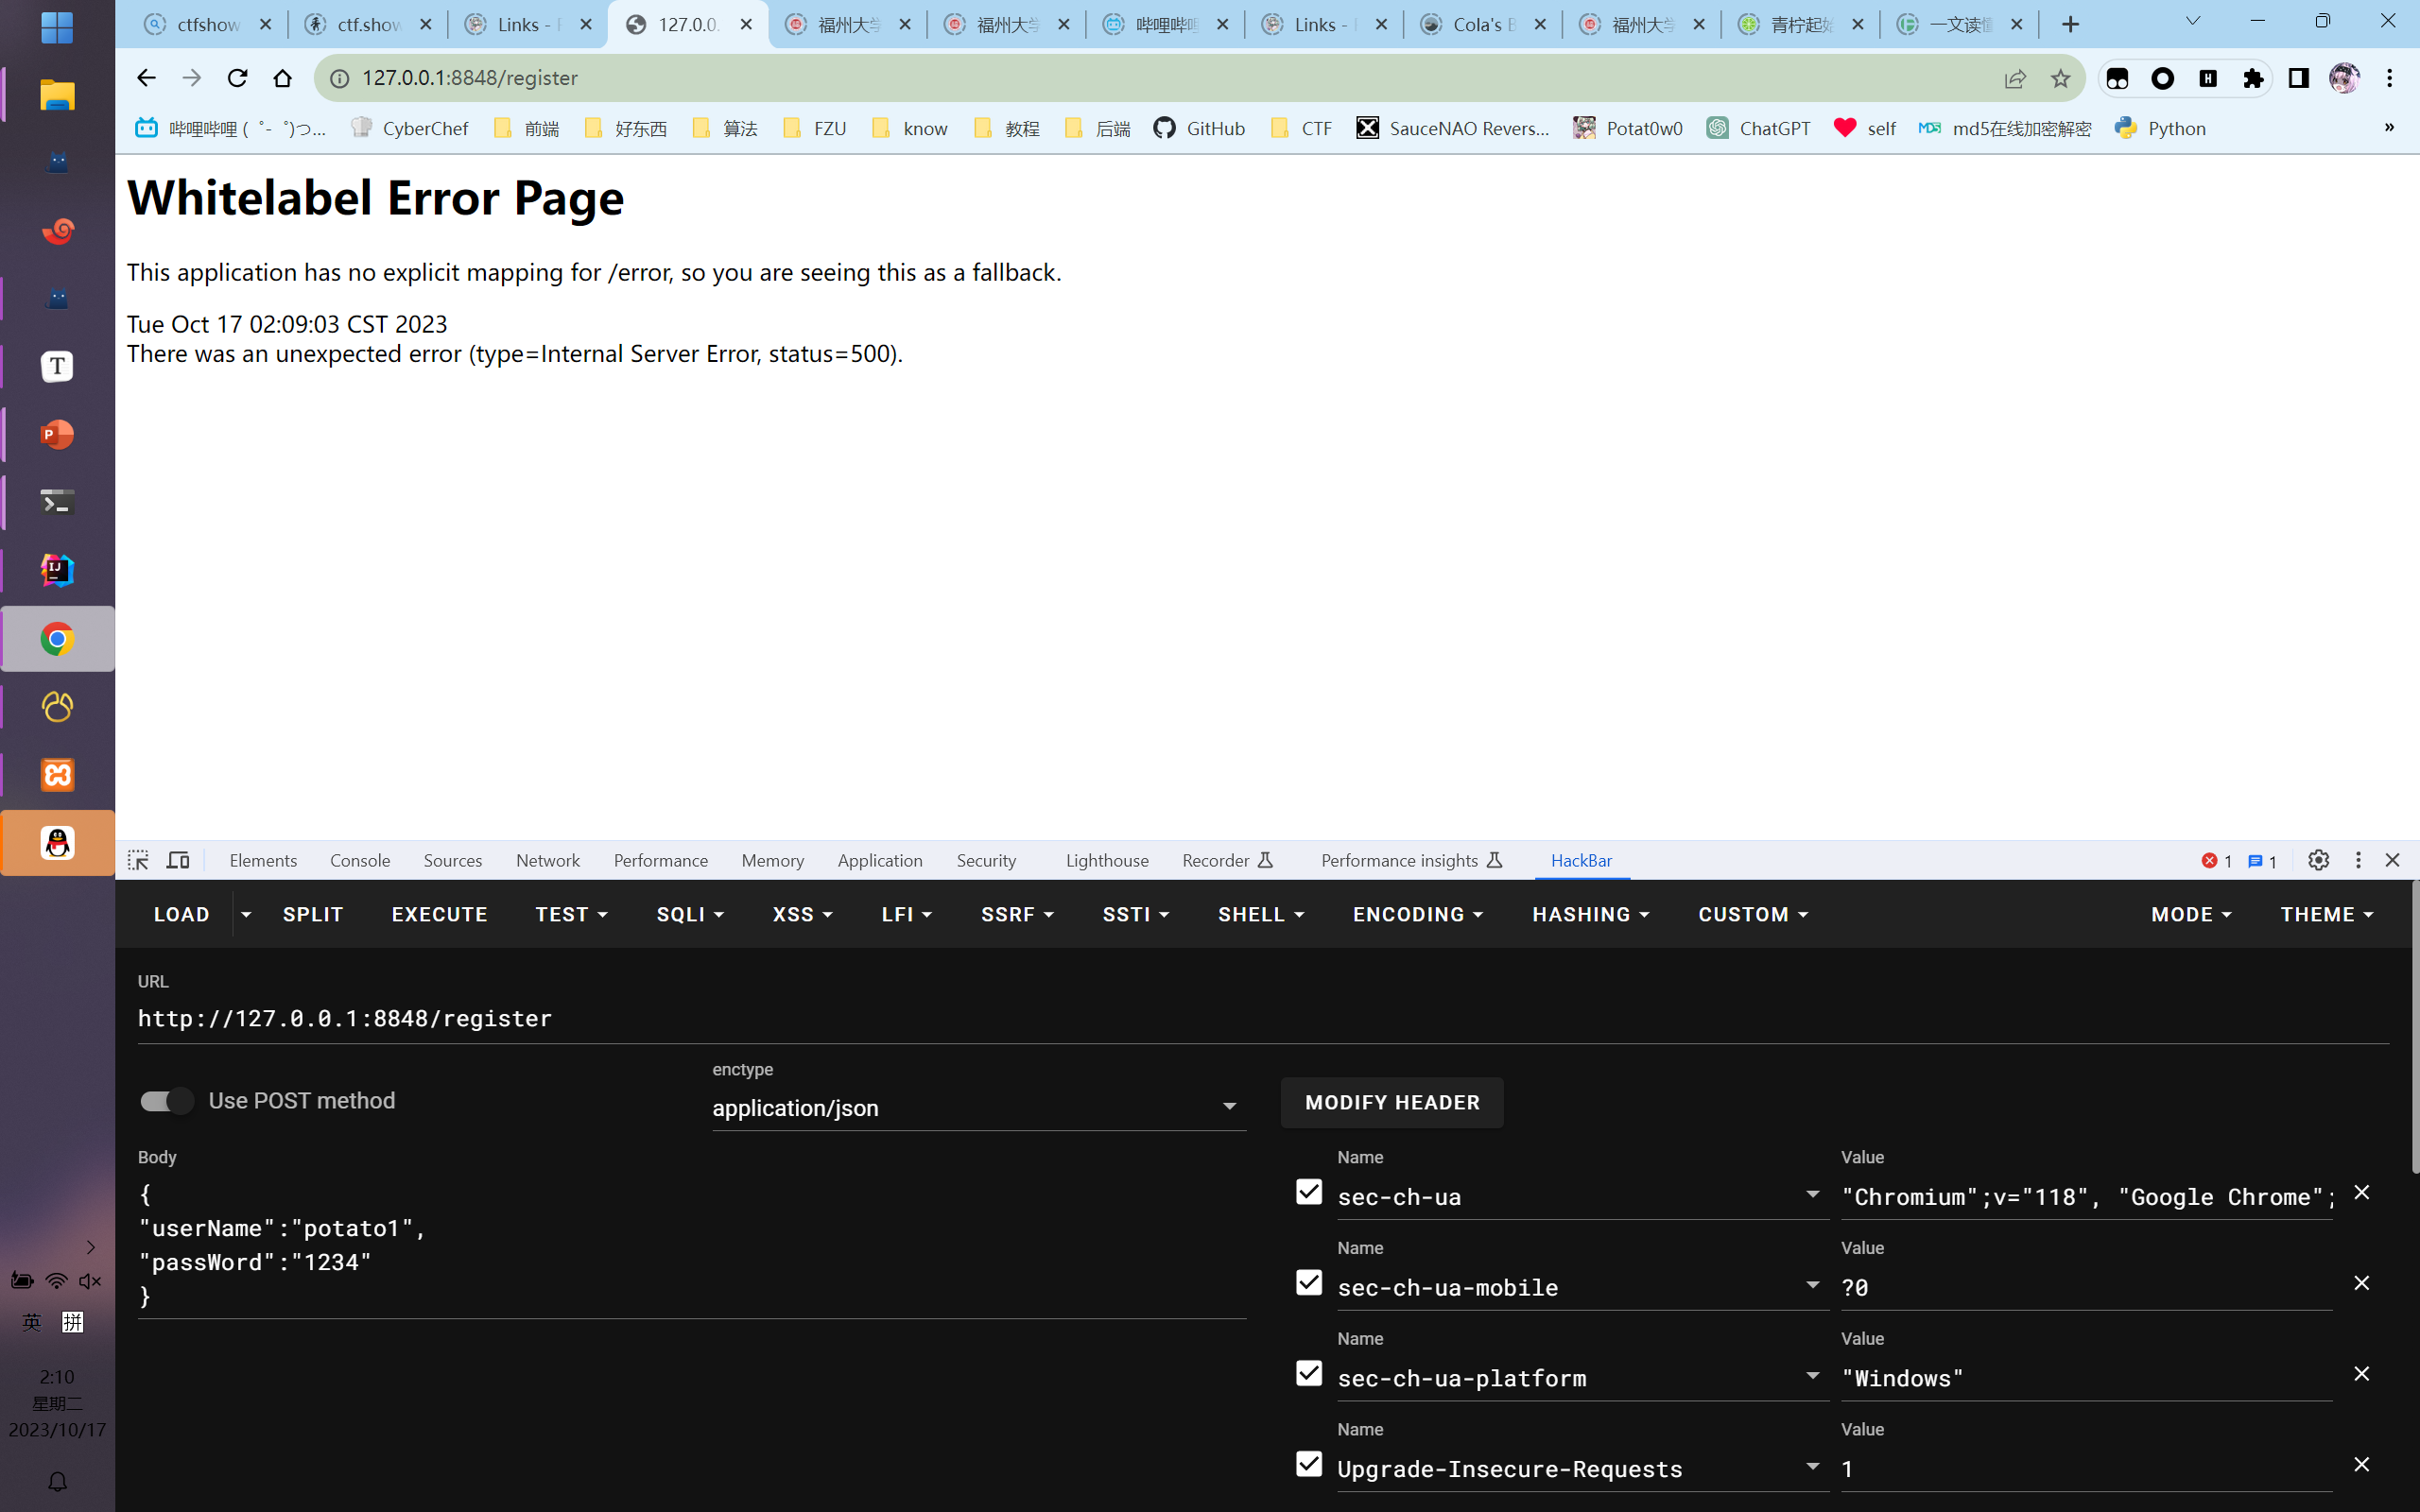 ctfshow
ctf.show
Links -
127.0.0.
福州大学
福州大学
哔哩哔哩
Links -
Cola's B
福州大学
青柠起始
一文读懂
127.0.0.1:8848/register
哔哩哔哩 (゜-゜)つ...
CyberChef
前端
好东西
算法
FZU
know
教程
后端
GitHub
CTF
SauceNAO Revers...
Potat0w0
ChatGPT
self
md5在线加密解密
Python
»
Whitelabel Error Page
This application has no explicit mapping for /error, so you are seeing this as a fallback.
Tue Oct 17 02:09:03 CST 2023
There was an unexpected error (type=Internal Server Error, status=500).
Elements
Console
Sources
Network
Performance
Memory
Application
Security
Lighthouse
Recorder
Performance insights
HackBar
1
1
LOAD
SPLIT
EXECUTE
TEST
SQLI
XSS
LFI
SSRF
SSTI
SHELL
ENCODING
HASHING
CUSTOM
MODE
THEME
URL
http://127.0.0.1:8848/register
Use POST method
enctype
application/json
MODIFY HEADER
Body
{
"userName":"potato1",
"passWord":"1234"
}
Name
Value
sec-ch-ua
"Chromium";v="118", "Google Chrome";
Name
Value
sec-ch-ua-mobile
?0
Name
Value
sec-ch-ua-platform
"Windows"
Name
Value
Upgrade-Insecure-Requests
1
英 拼
2:10
星期二
2023/10/17